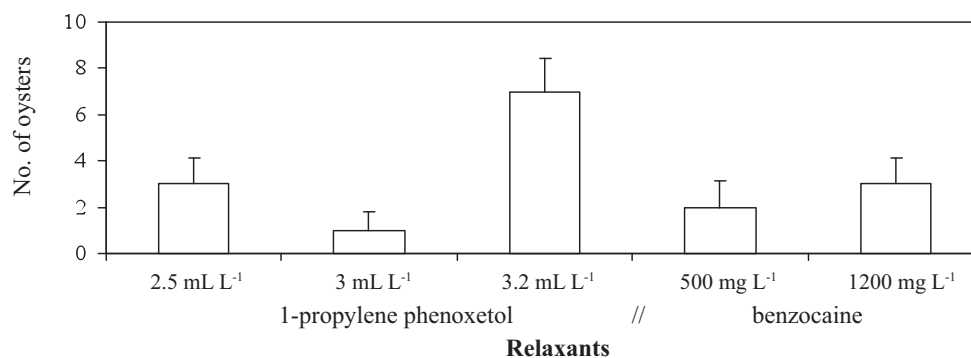 10
8
6
4
2
0
No. of oysters
2.5 mL L⁻¹ 3 mL L⁻¹ 3.2 mL L⁻¹ 500 mg L⁻¹ 1200 mg L⁻¹
1-propylene phenoxetol // benzocaine
Relaxants